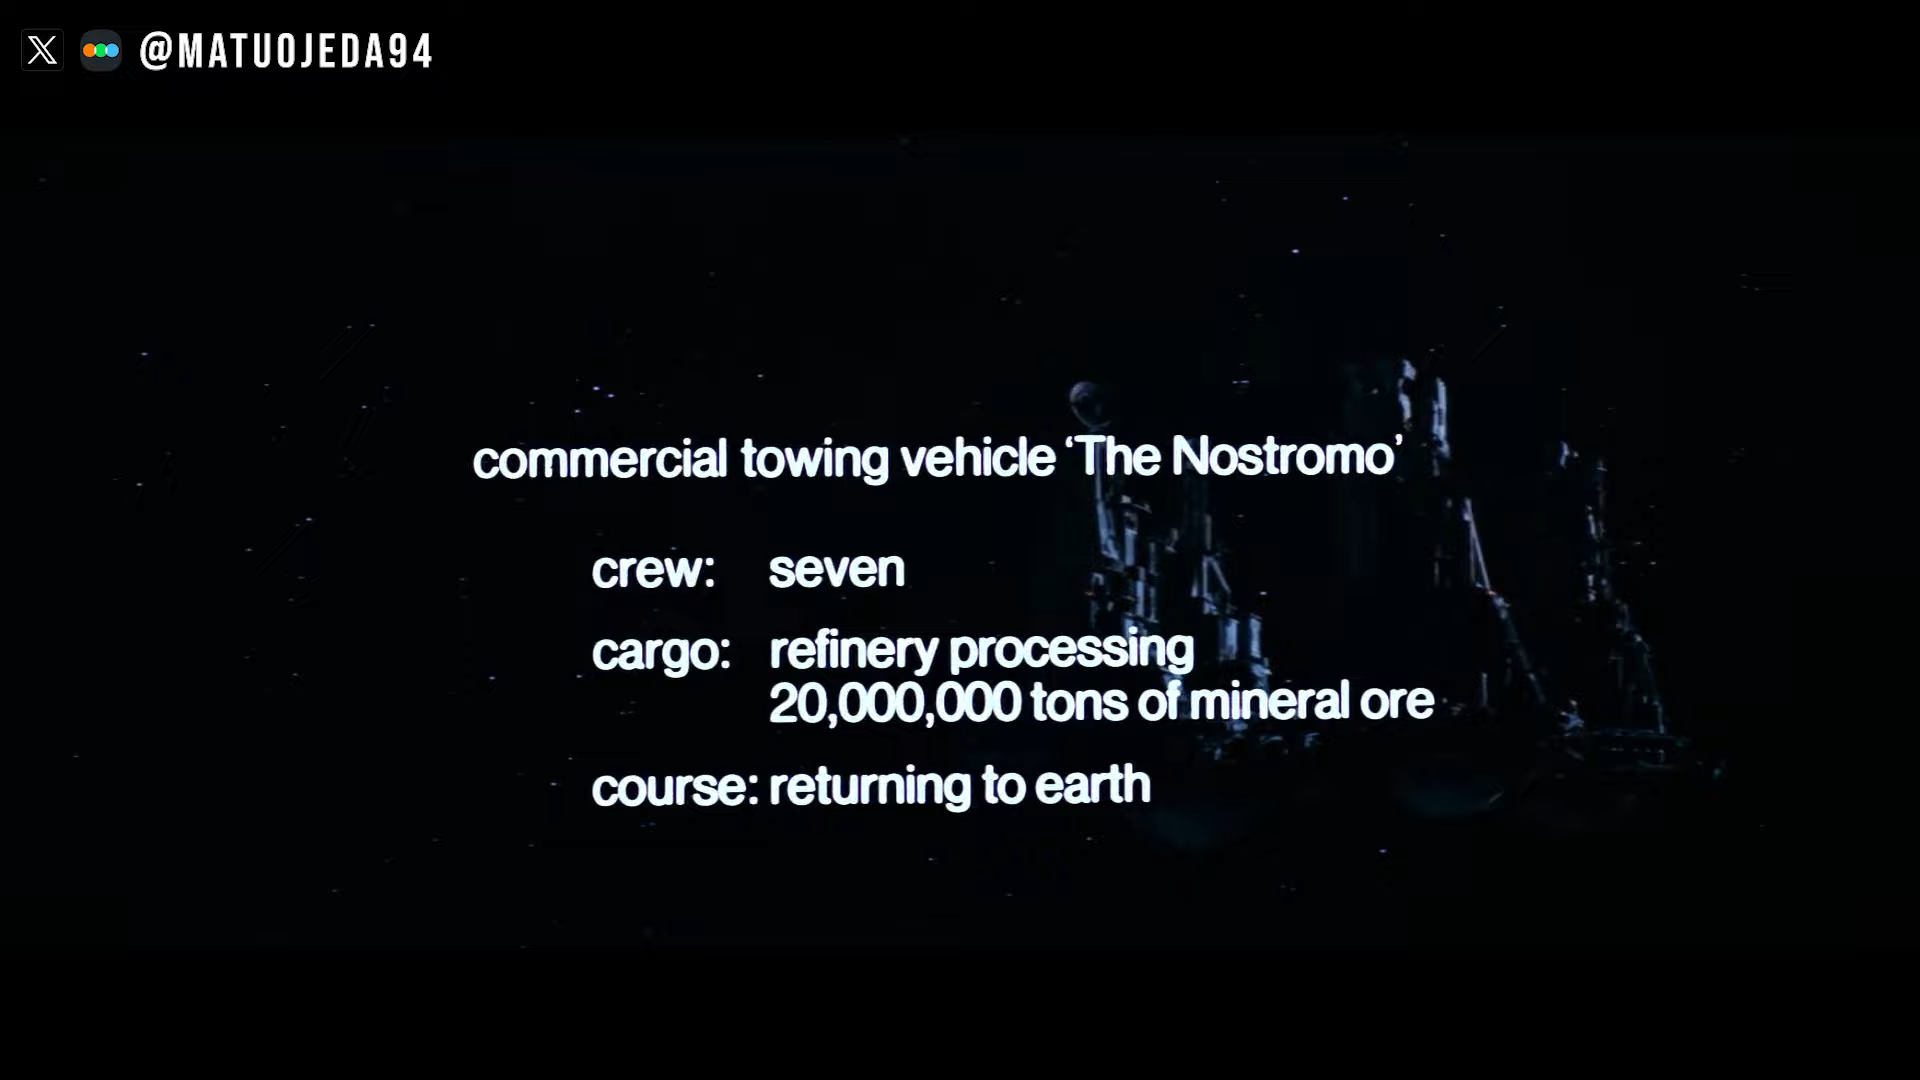 @MATUOJEDA94
commercial towing vehicle ‘The Nostromo’
crew: seven
cargo: refinery processing
20,000,000 tons of mineral ore
course: returning to earth